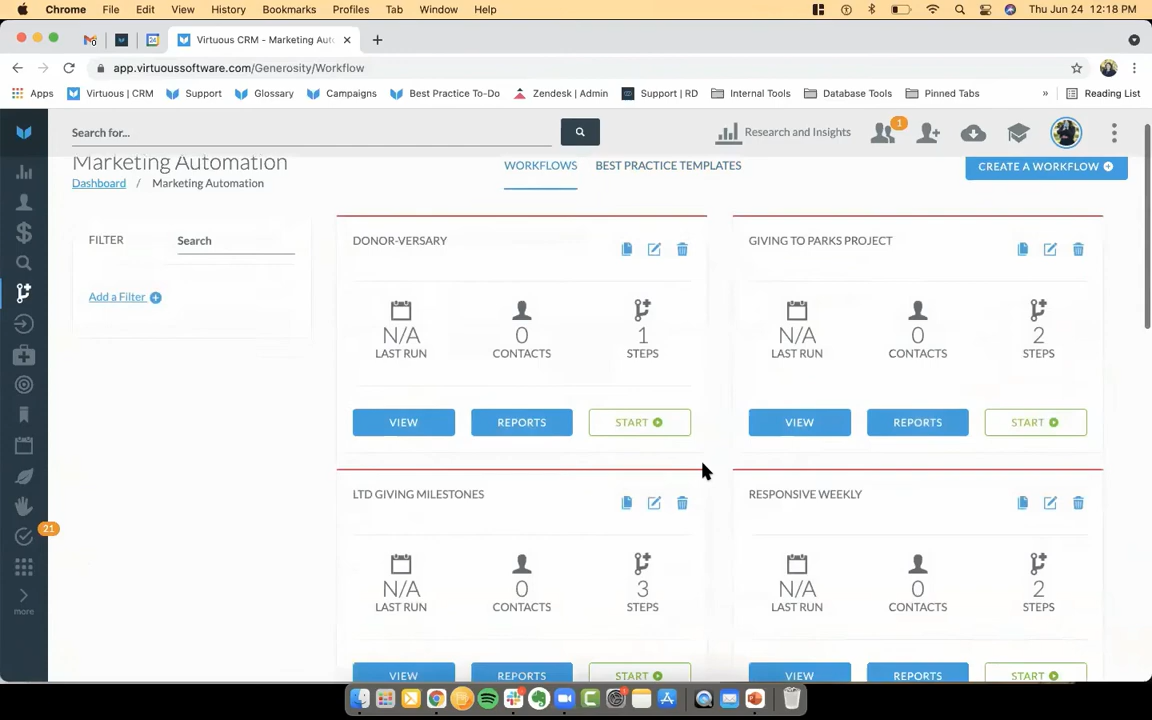 Chrome File Edit View History Bookmarks Profiles Tab Window Help Thu Jun 24 12:18 PM
Virtuous CRM - Marketing Aut
app.virtuoussoftware.com/Generosity/Workflow
Apps Virtuous | CRM Support Glossary Campaigns Best Practice To-Do Zendesk | Admin Support | RD Internal Tools Database Tools Pinned Tabs » Reading List
Search for... Research and Insights 1
Marketing Automation
Dashboard / Marketing Automation
WORKFLOWS BEST PRACTICE TEMPLATES
CREATE A WORKFLOW
FILTER Search
Add a Filter
DONOR-VERSARY
N/A 0 1
LAST RUN CONTACTS STEPS
VIEW REPORTS START
GIVING TO PARKS PROJECT
N/A 0 2
LAST RUN CONTACTS STEPS
VIEW REPORTS START
LTD GIVING MILESTONES
N/A 0 3
LAST RUN CONTACTS STEPS
VIEW REPORTS START
RESPONSIVE WEEKLY
N/A 0 2
LAST RUN CONTACTS STEPS
VIEW REPORTS START
21
more